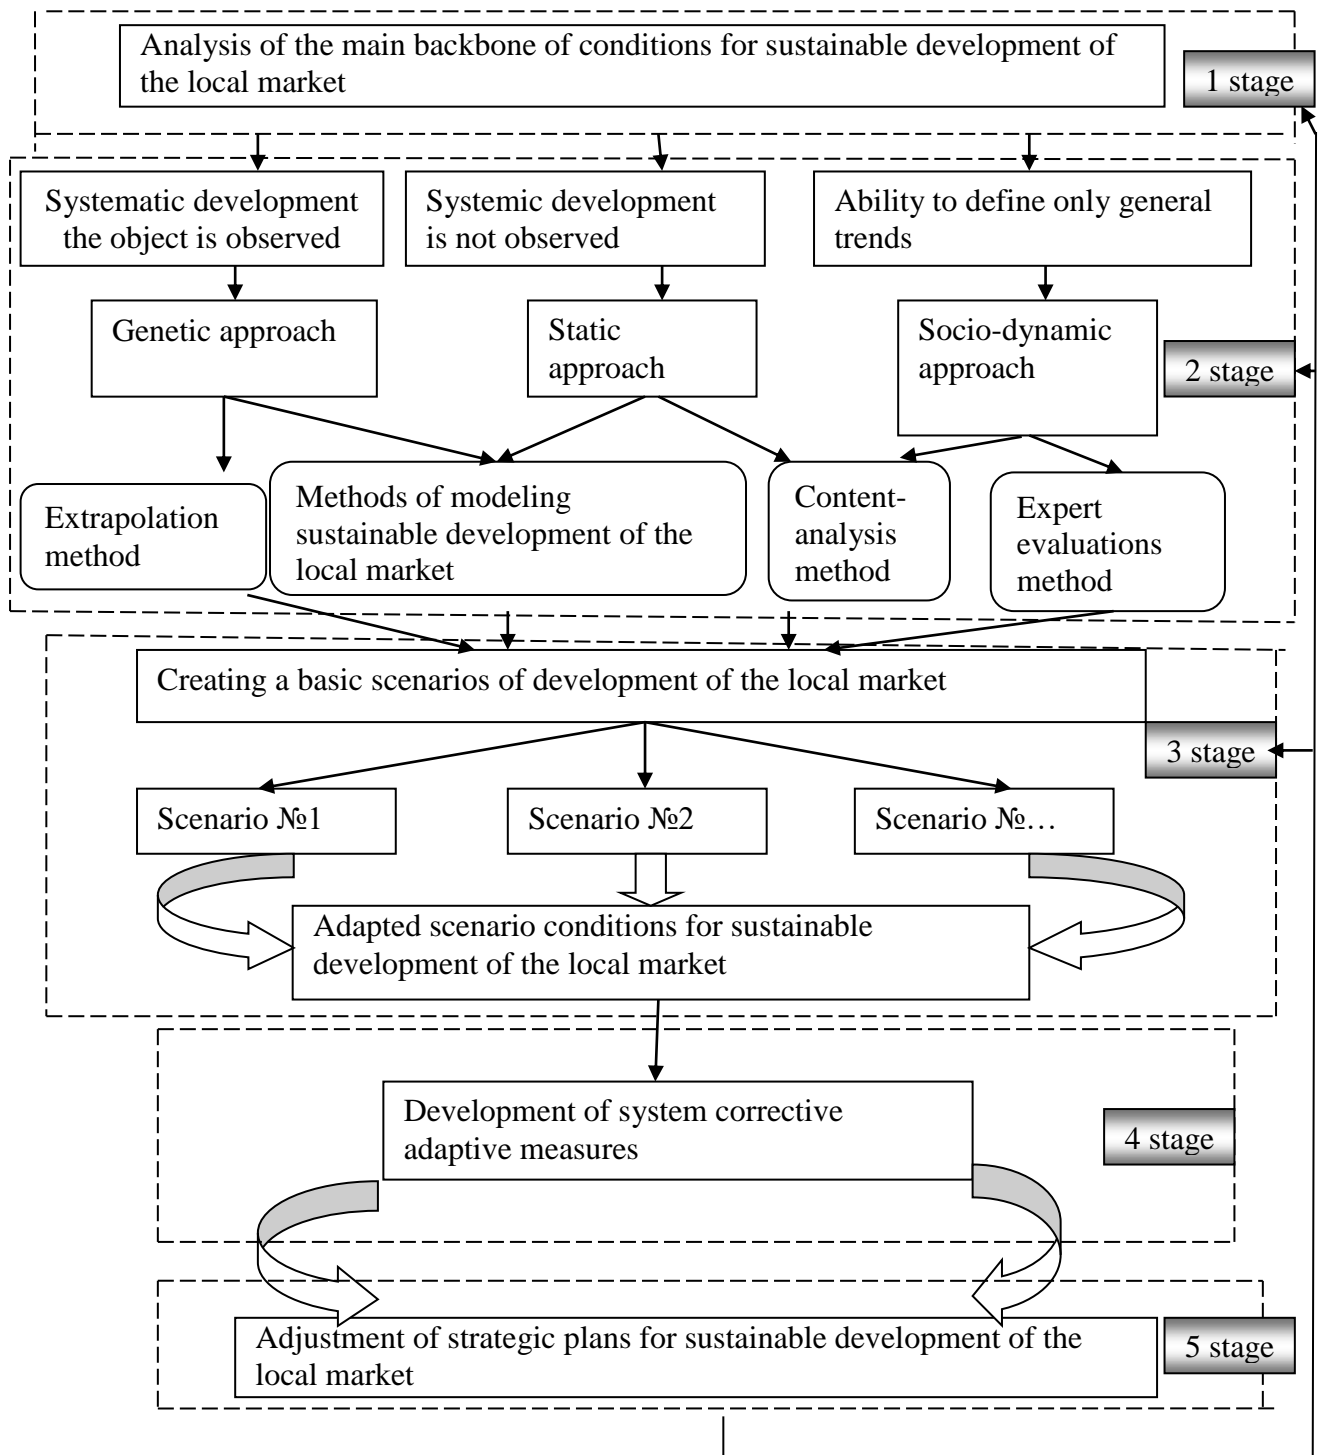 Analysis of the main backbone of conditions for sustainable development of
the local market
1 stage
Systematic development
the object is observed
Systemic development
is not observed
Ability to define only general
trends
Genetic approach
Static
approach
Socio-dynamic
approach
2 stage
Extrapolation
method
Methods of modeling
sustainable development of the
local market
Content-
analysis
method
Expert
evaluations
method
Creating a basic scenarios of development of the local market
3 stage
Scenario №1
Scenario №2
Scenario №…
Adapted scenario conditions for sustainable
development of the local market
Development of system corrective
adaptive measures
4 stage
Adjustment of strategic plans for sustainable development of the
local market
5 stage